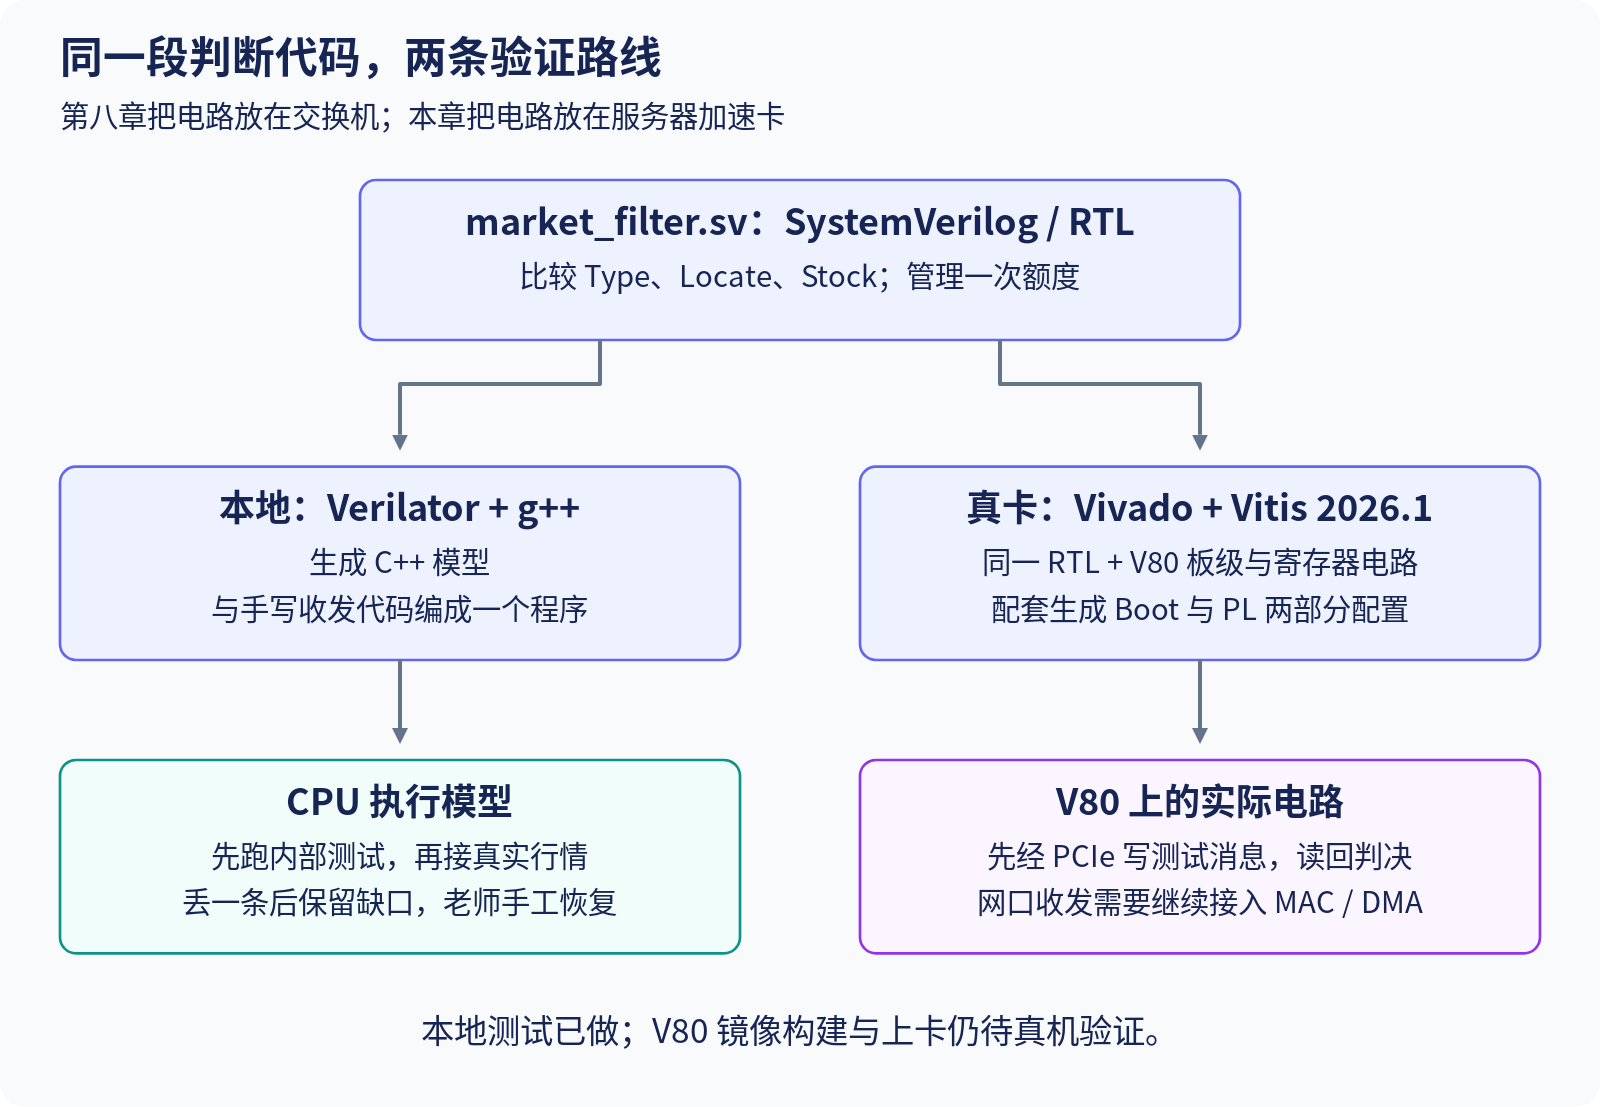 同一段判断代码，两条验证路线
第八章把电路放在交换机；本章把电路放在服务器加速卡
market_filter.sv：SystemVerilog / RTL
比较 Type、Locate、Stock；管理一次额度
本地：Verilator + g++
生成 C++ 模型
与手写收发代码编成一个程序
真卡：Vivado + Vitis 2026.1
同一 RTL + V80 板级与寄存器电路
配套生成 Boot 与 PL 两部分配置
CPU 执行模型
先跑内部测试，再接真实行情
丢一条后保留缺口，老师手工恢复
V80 上的实际电路
先经 PCIe 写测试消息，读回判决
网口收发需要继续接入 MAC / DMA
本地测试已做；V80 镜像构建与上卡仍待真机验证。